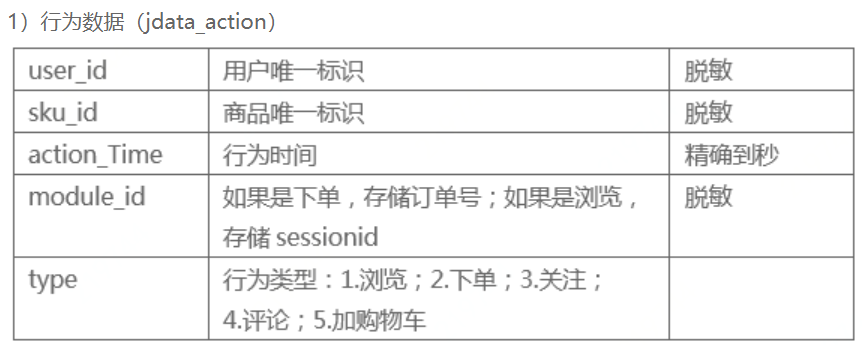 1）行为数据（jdata_action）
user_id 用户唯一标识 脱敏
sku_id 商品唯一标识 脱敏
action_Time 行为时间 精确到秒
module_id 如果是下单，存储订单号；如果是浏览， 脱敏
存储 sessionid
type 行为类型：1.浏览；2.下单；3.关注；
4.评论；5.加购物车